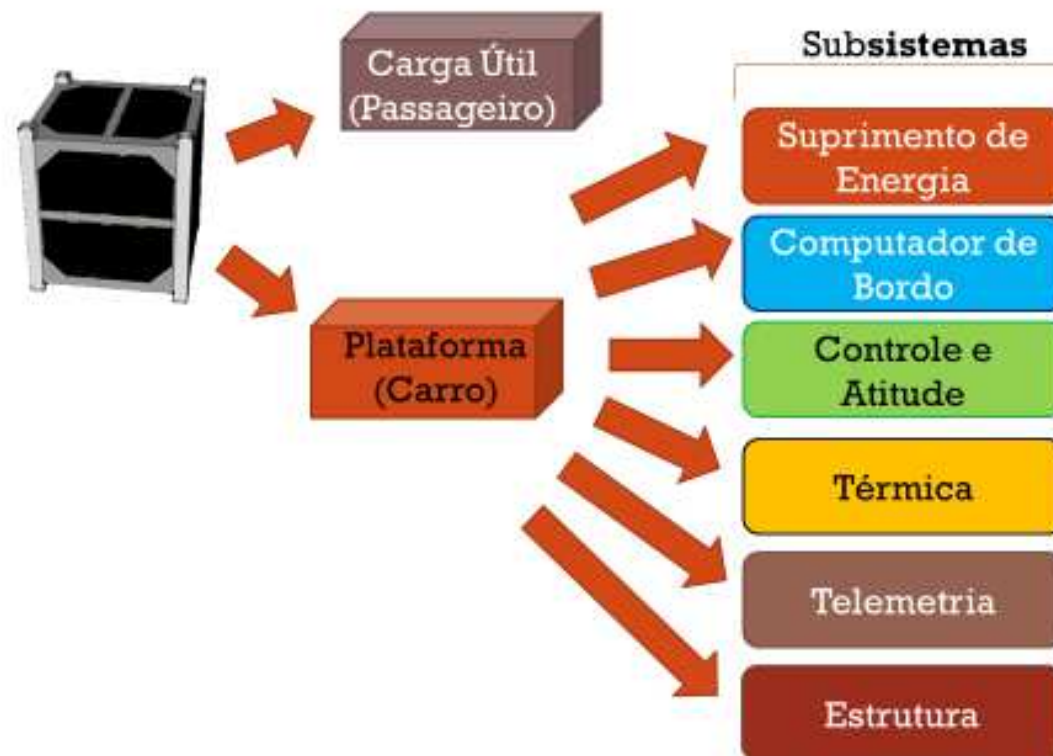 Carga Útil
(Passageiro)
Plataforma
(Carro)
Subsistemas
Suprimento de
Energia
Computador de
Bordo
Controle e
Atitude
Térmica
Telemetria
Estrutura